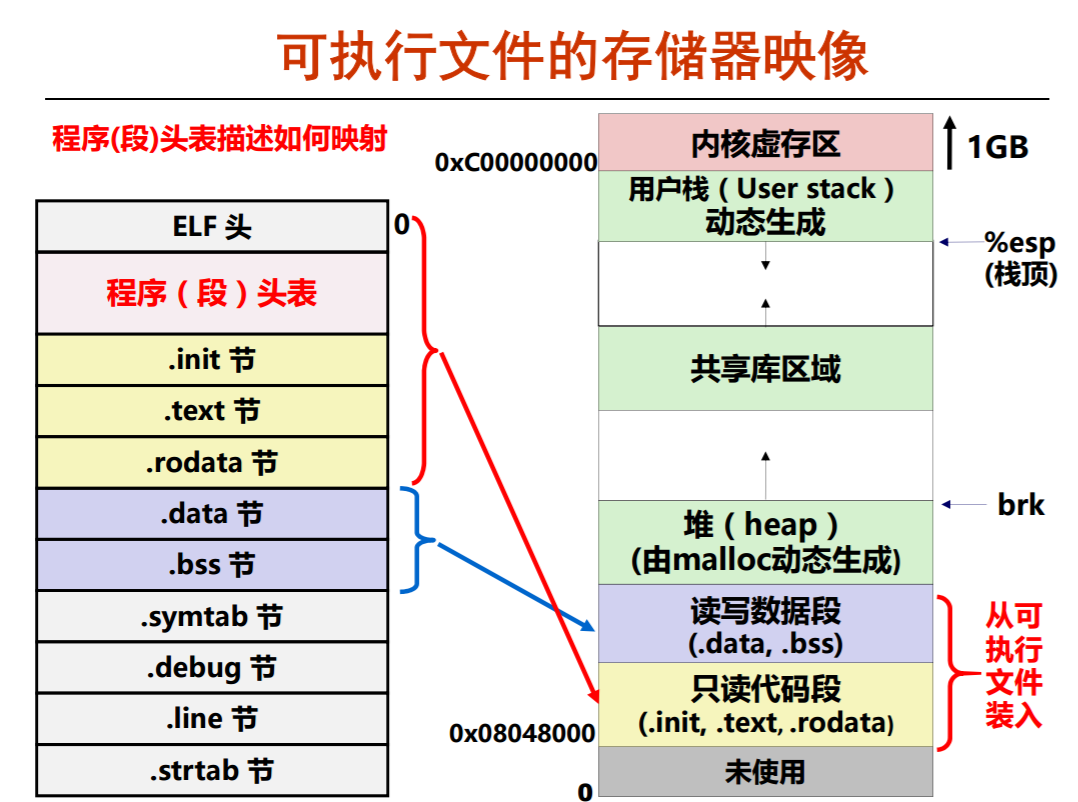 可执行文件的存储器映像
程序(段)头表描述如何映射
ELF 头
0
程序（段）头表
.init 节
.text 节
.rodata 节
.data 节
.bss 节
.symtab 节
.debug 节
.line 节
.strtab 节
0xC00000000
内核虚存区
1GB
用户栈（User stack）
动态生成
%esp
(栈顶)
共享库区域
brk
堆（heap）
(由malloc动态生成)
读写数据段
(.data, .bss)
只读代码段
(.init, .text, .rodata)
0x08048000
未使用
0
从可
执行
文件
装入